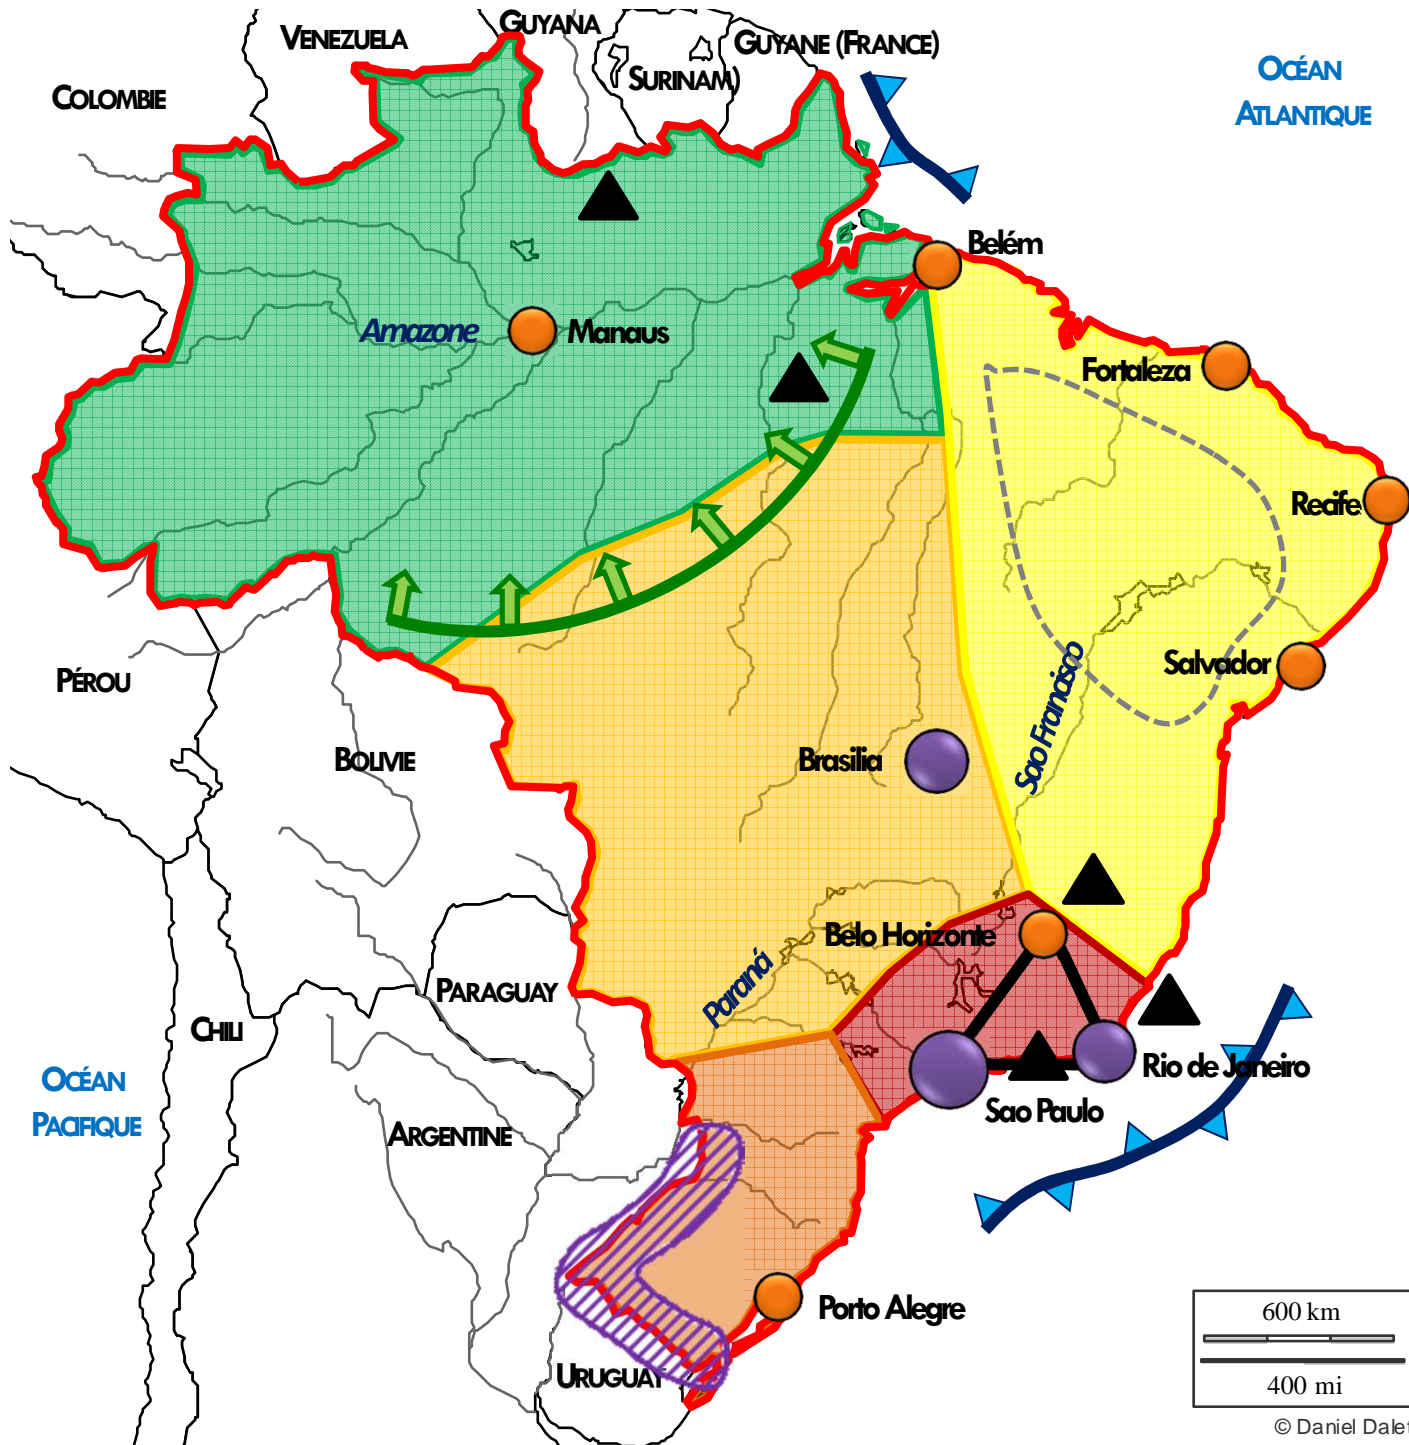 GUYANA
VENEZUELA
GUYANE (FRANCE)
SURINAM)
COLOMBIE
OCÉAN
ATLANTIQUE
Belém
Amazone
Manaus
Fortaleza
Recife
Salvador
PÉROU
Sao Francisco
BOLIVIE
Brasilia
Belo Horizonte
Paraná
PARAGUAY
CHILI
Rio de Janeiro
OCÉAN
PACIFIQUE
Sao Paulo
ARGENTINE
Porto Alegre
URUGUAY
600 km
400 mi
© Daniel Dalet